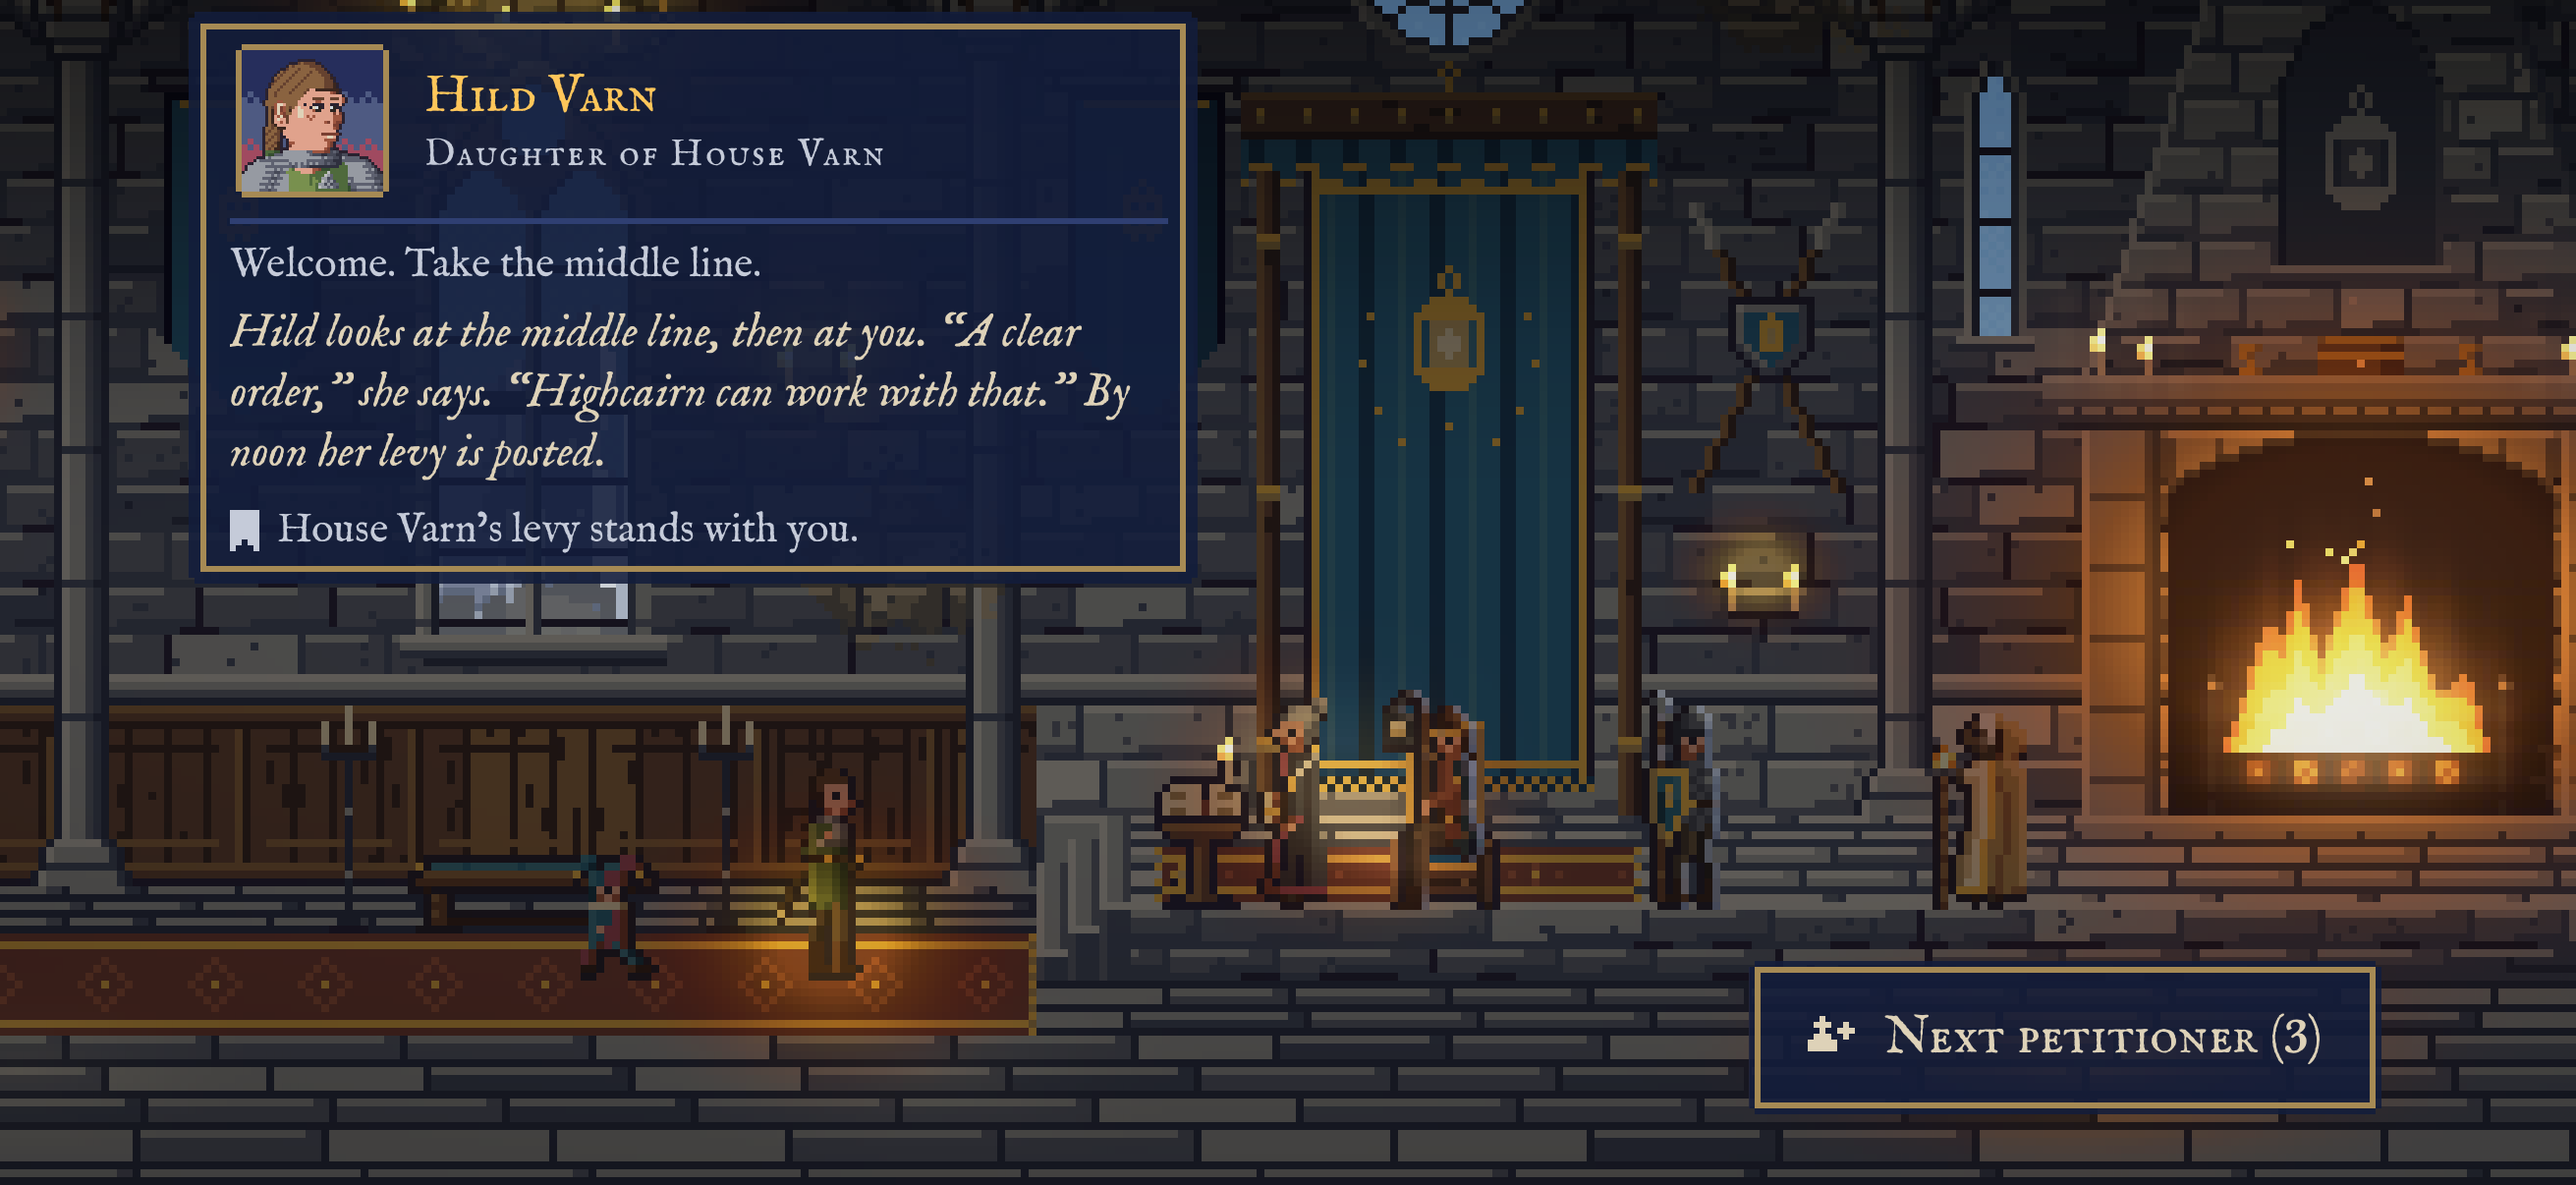 Hild Varn
Daughter of House Varn
Welcome. Take the middle line.
Hild looks at the middle line, then at you. “A clear
order,” she says. “Highcairn can work with that.” By
noon her levy is posted.
House Varn’s levy stands with you.
Next petitioner (3)